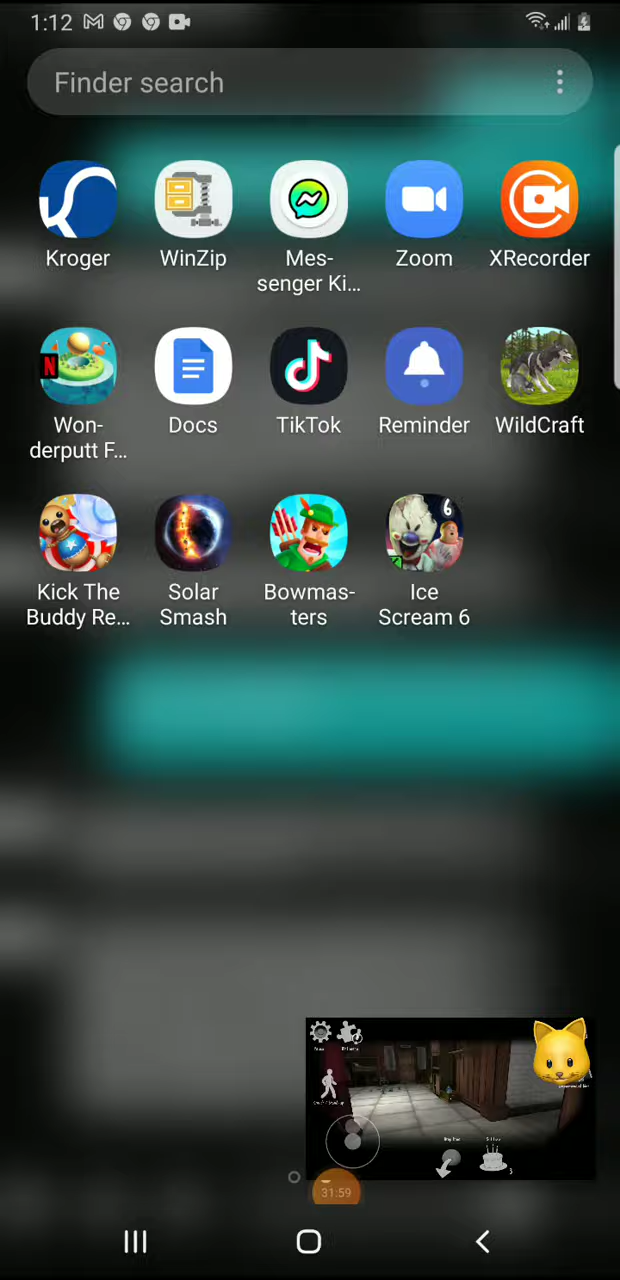 1:12
Finder search
Kroger
WinZip
Mes-
senger Ki...
Zoom
XRecorder
N
Won-
derputt F...
Docs
TikTok
Reminder
WildCraft
6
Kick The
Buddy Re...
Solar
Smash
Bowmas-
ters
Ice
Scream 6
31:59